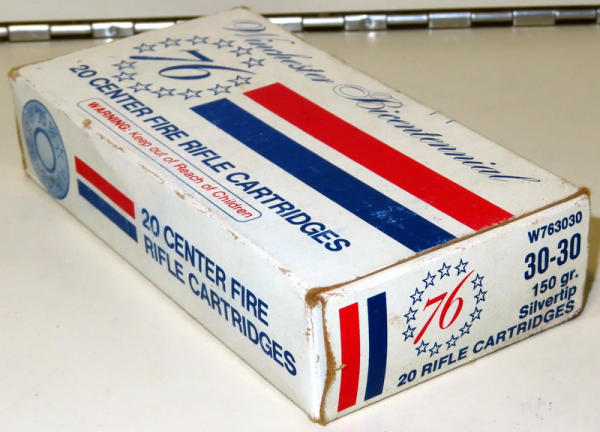 Winchester Bicentennial
76
20 CENTER FIRE RIFLE CARTRIDGES
WARNING: Keep out of Reach of Children
20 CENTER FIRE
RIFLE CARTRIDGES
W763030
30-30
150 gr.
Silvertip
76
20 RIFLE CARTRIDGES